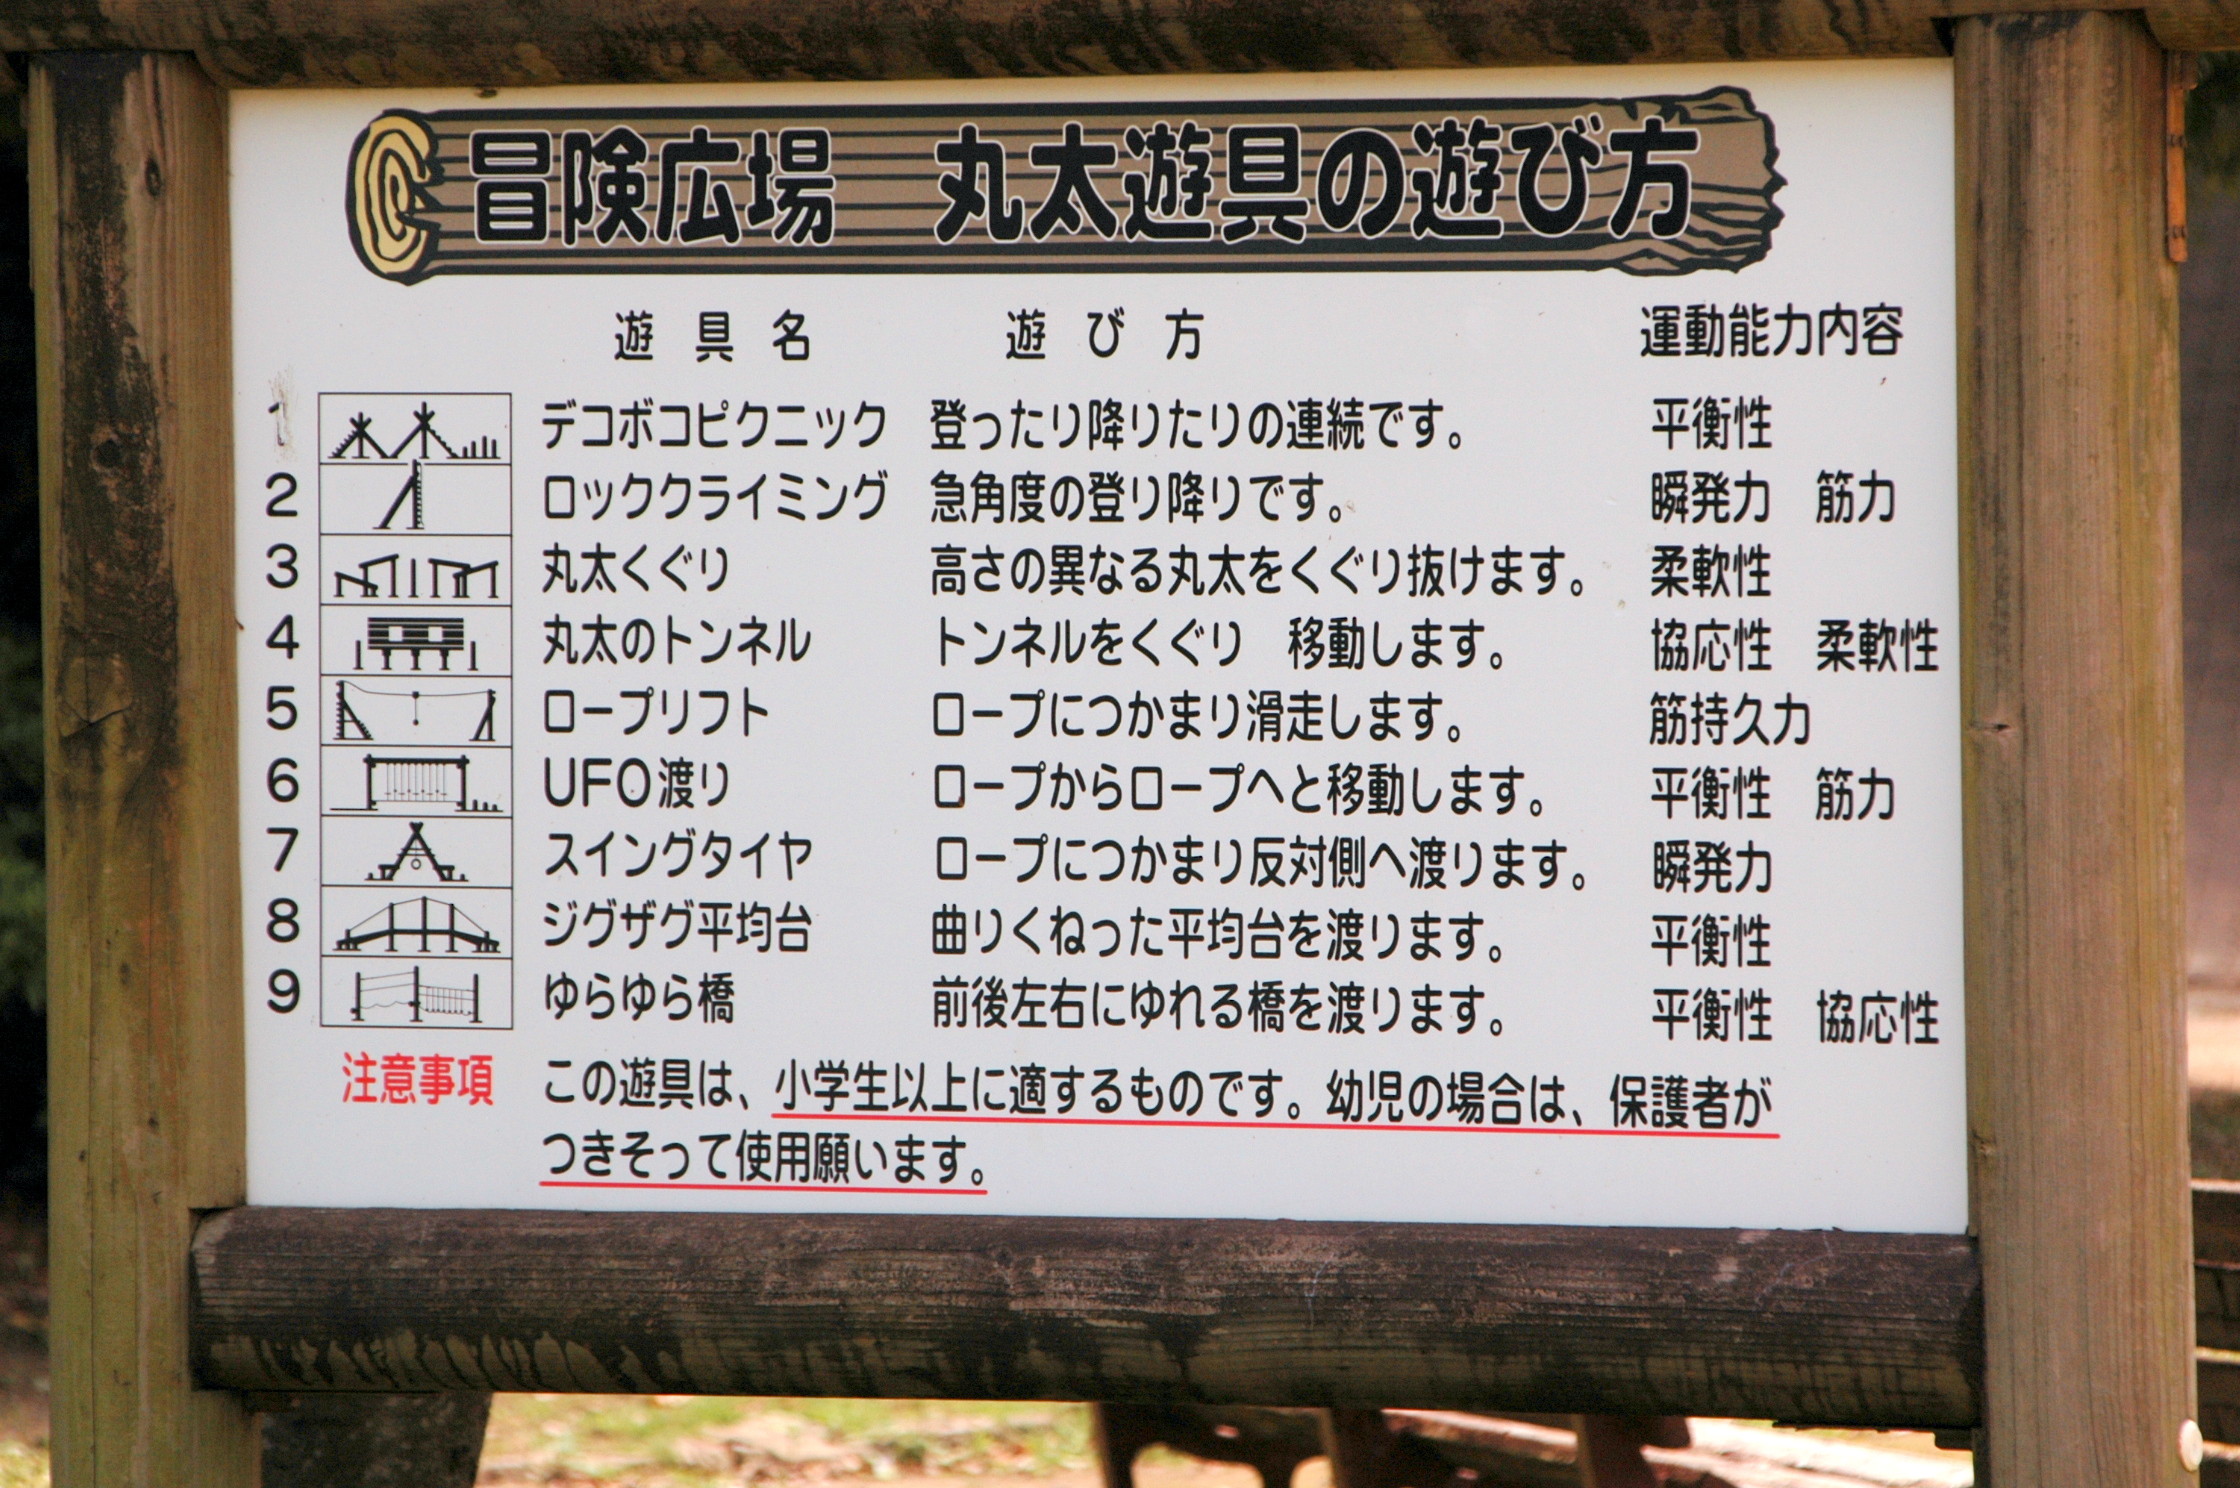 冒険広場　丸太遊具の遊び方
遊具名　遊び方　運動能力内容
1 デコボコピクニック　登ったり降りたりの連続です。　平衡性
2 ロッククライミング　急角度の登り降りです。　瞬発力　筋力
3 丸太くぐり　高さの異なる丸太をくぐり抜けます。　柔軟性
4 丸太のトンネル　トンネルをくぐり　移動します。　協応性　柔軟性
5 ロープリフト　ロープにつかまり滑走します。　筋持久力
6 UFO渡り　ロープからロープへと移動します。　平衡性　筋力
7 スイングタイヤ　ロープにつかまり反対側へ渡ります。　瞬発力
8 ジグザグ平均台　曲りくねった平均台を渡ります。　平衡性
9 ゆらゆら橋　前後左右にゆれる橋を渡ります。　平衡性　協応性
注意事項　この遊具は、小学生以上に適するものです。幼児の場合は、保護者が
つきそって使用願います。